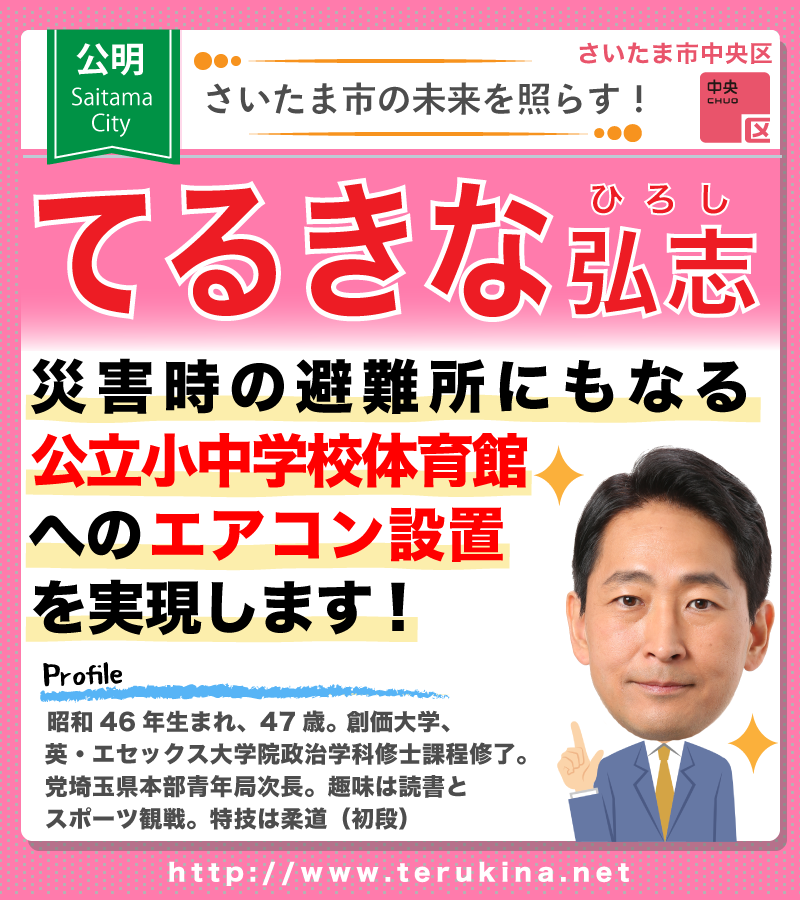 公明
Saitama
City
さいたま市の未来を照らす！
さいたま市中央区
中央
CHUO
区
ひろし
てるきな弘志
災害時の避難所にもなる
公立小中学校体育館
へのエアコン設置
を実現します！
Profile
昭和46年生まれ、47歳。創価大学、
英・エセックス大学院政治学科修士課程修了。
党埼玉県本部青年局次長。趣味は読書と
スポーツ観戦。特技は柔道（初段）
http://www.terukina.net